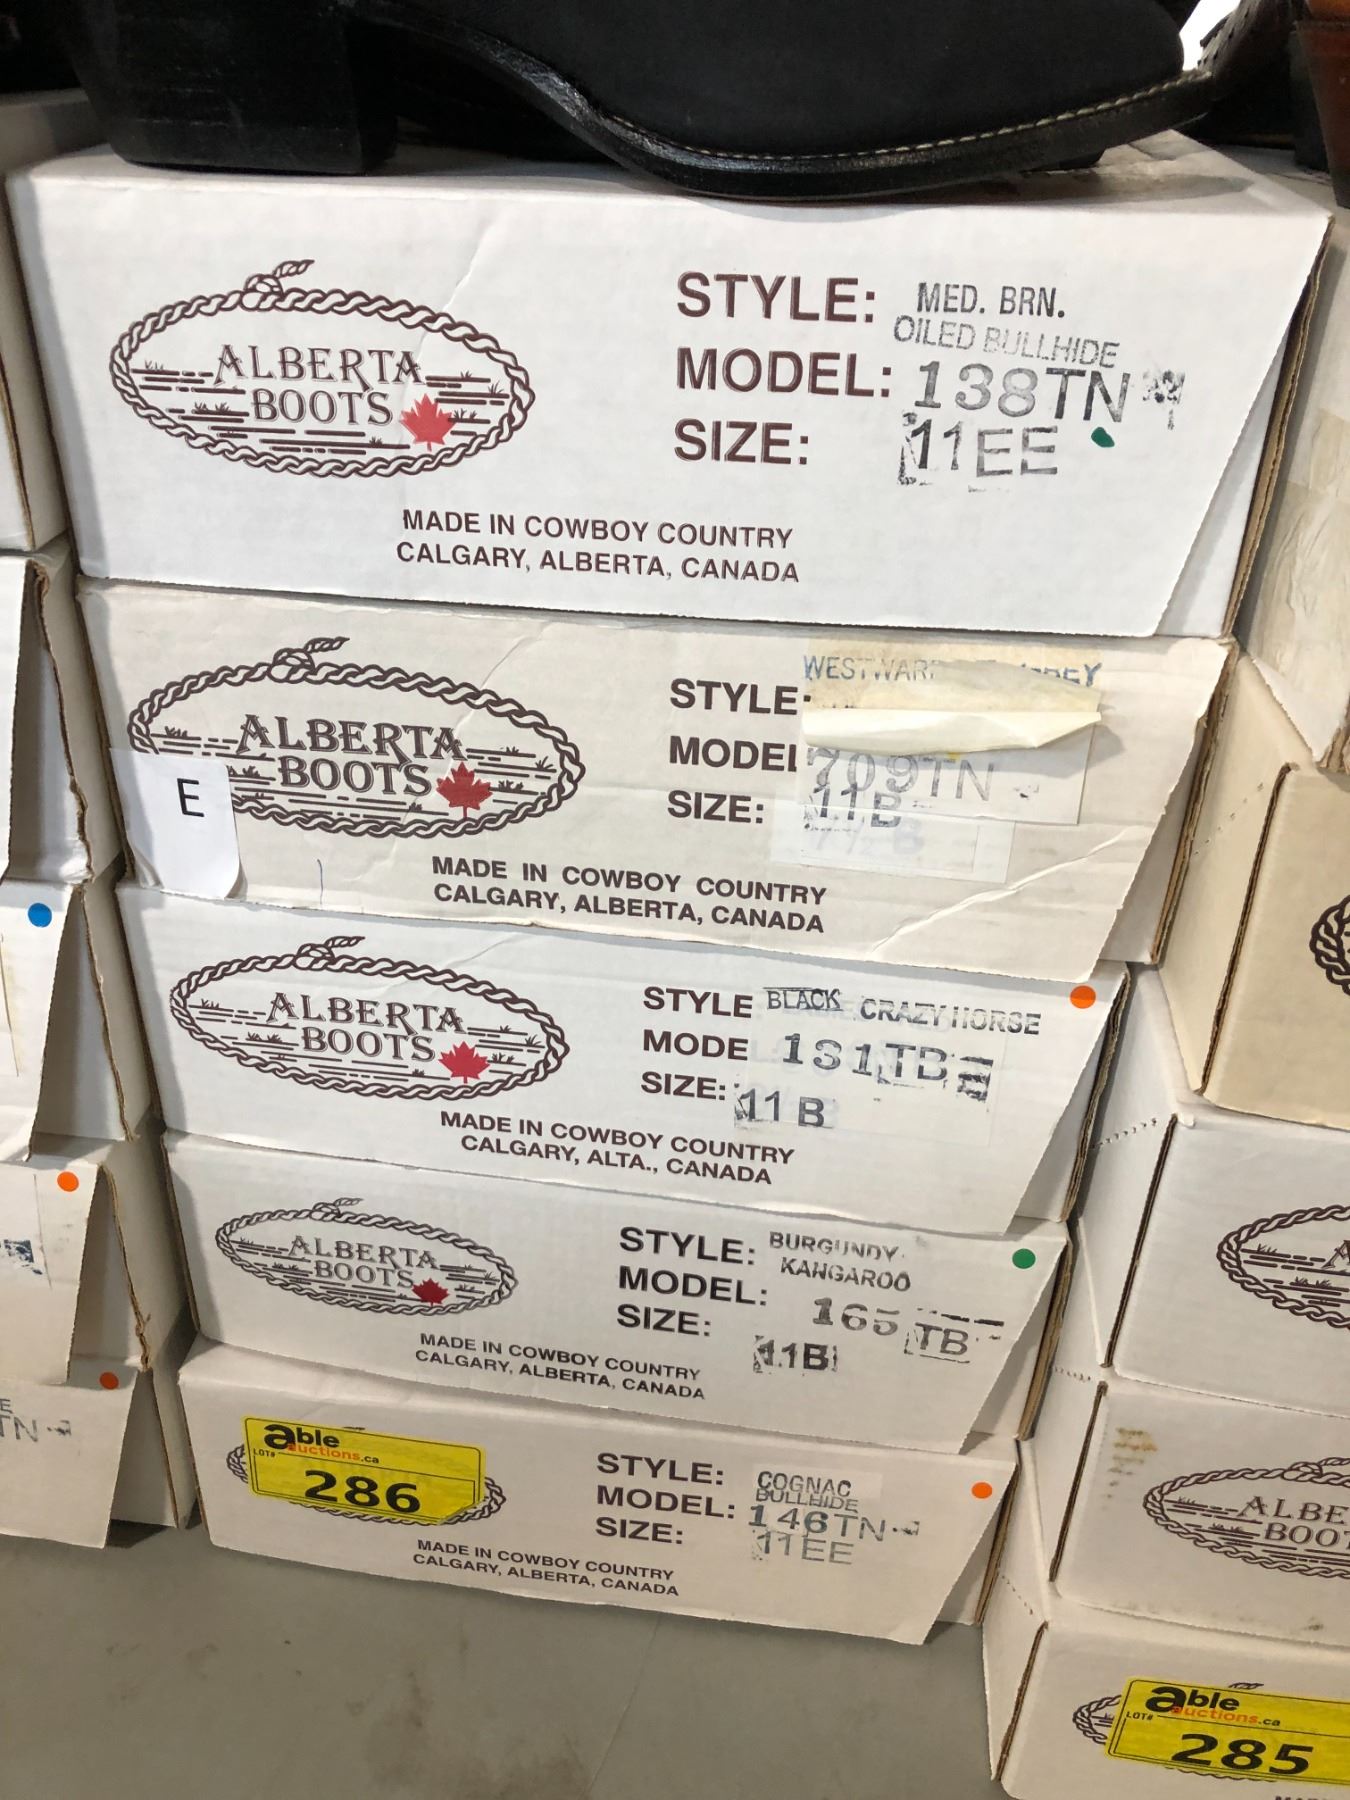 ALBERTA
BOOTS
STYLE: MED. BRN.
OILED BULLHIDE
MODEL: 138TN
SIZE: 11EE
MADE IN COWBOY COUNTRY
CALGARY, ALBERTA, CANADA
ALBERTA
BOOTS
E
STYLE:
MODEL 709TN
SIZE: 11B
MADE IN COWBOY COUNTRY
CALGARY, ALBERTA, CANADA
ALBERTA
BOOTS
STYLE BLACK CRAZY HORSE
MODE 131TB
SIZE: 11B
MADE IN COWBOY COUNTRY
CALGARY, ALTA., CANADA
ALBERTA
BOOTS
STYLE: BURGUNDY
KANGAROO
MODEL: 165 TB
SIZE: 11B
MADE IN COWBOY COUNTRY
CALGARY, ALBERTA, CANADA
able
auctions.ca
LOT#
286
STYLE: COGNAC
BULLHIDE
MODEL: 146TN
SIZE: 11EE
MADE IN COWBOY COUNTRY
CALGARY, ALBERTA, CANADA
TN
ALBE
BOOT
able
auctions.ca
LOT#
285